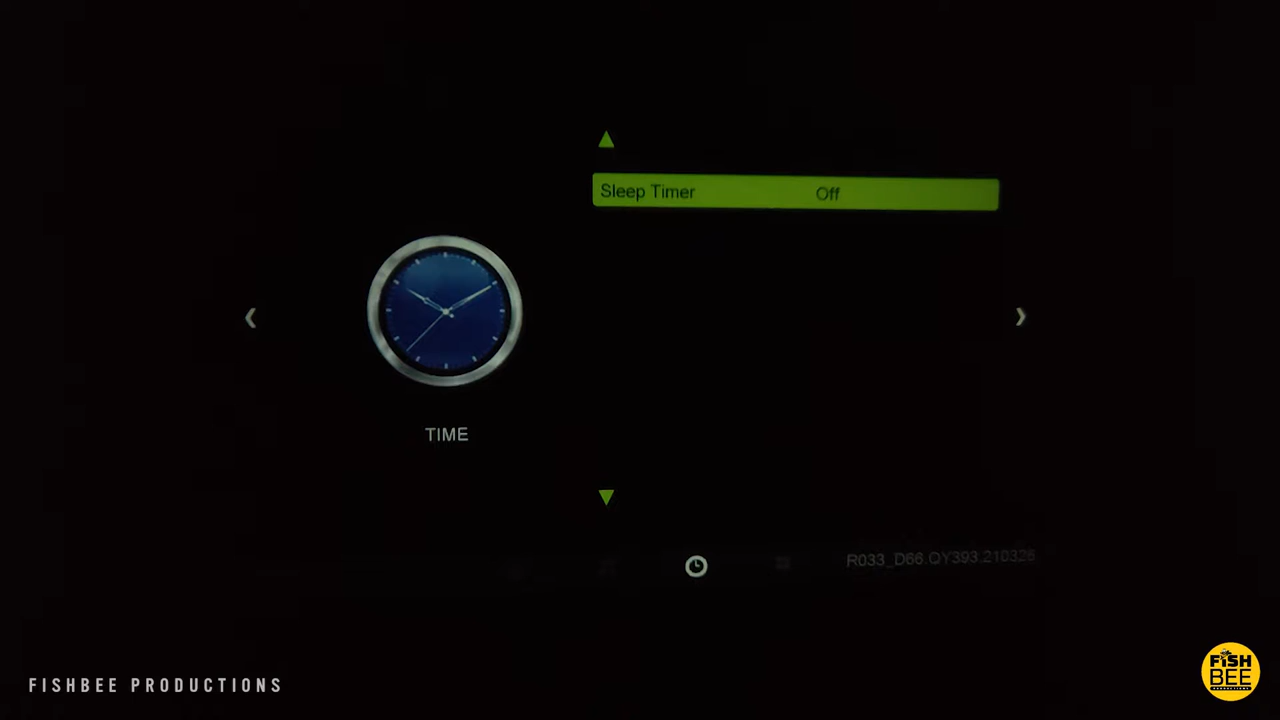 Sleep Timer Off
TIME
R033_D66.QY393.210326
FISHBEE PRODUCTIONS
FISH
BEE